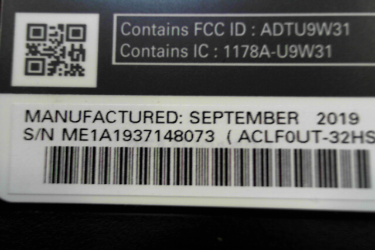 Contains FCC ID : ADTU9W31
Contains IC : 1178A-U9W31
MANUFACTURED: SEPTEMBER 2019
S/N ME1A1937148073 ( ACLF0UT-32HS